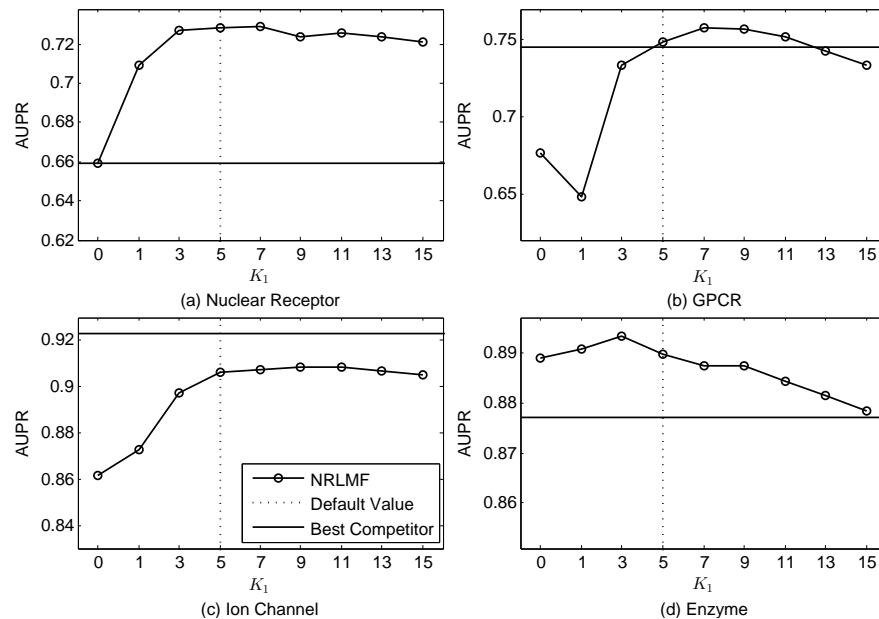 0.72
0.7
0.68
0.66
0.64
0.62
AUPR
0 1 3 5 7 9 11 13 15
K1
(a) Nuclear Receptor
0.75
0.7
0.65
AUPR
0 1 3 5 7 9 11 13 15
K1
(b) GPCR
0.92
0.9
0.88
0.86
0.84
AUPR
0 1 3 5 7 9 11 13 15
K1
(c) Ion Channel
NRLMF
Default Value
Best Competitor
0.89
0.88
0.87
0.86
AUPR
0 1 3 5 7 9 11 13 15
K1
(d) Enzyme